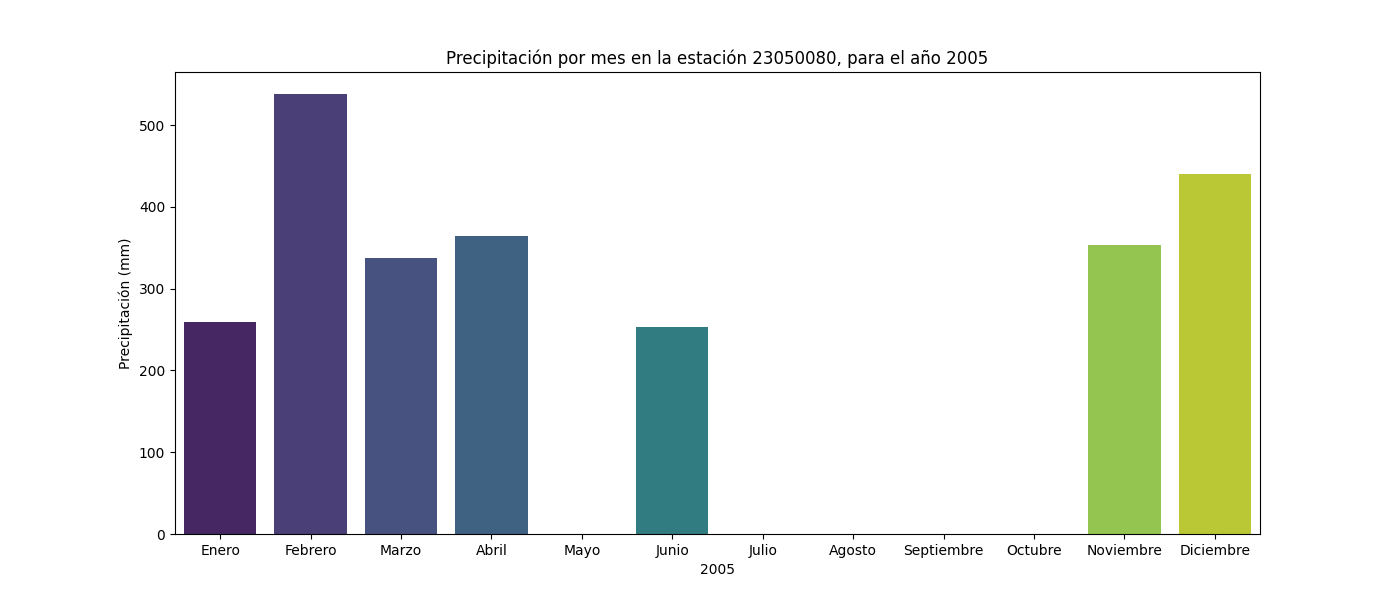 Precipitación por mes en la estación 23050080, para el año 2005
Precipitación (mm)
500
400
300
200
100
0
Enero Febrero Marzo Abril Mayo Junio Julio Agosto Septiembre Octubre Noviembre Diciembre
2005